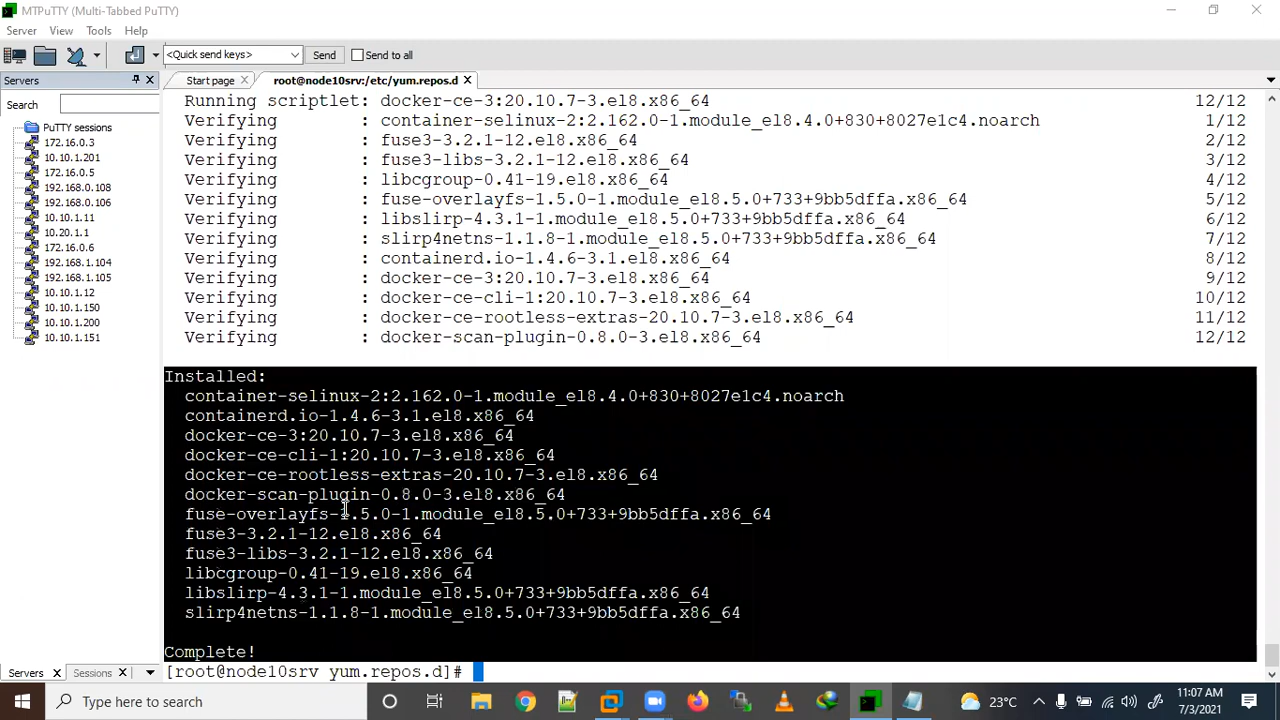 MTPuTTY (Multi-Tabbed PuTTY)
Server View Tools Help
<Quick send keys> Send Send to all
Servers
Start page root@node10srv:/etc/yum.repos.d
Search
PuTTY sessions
172.16.0.3
10.10.1.201
172.16.0.5
192.168.0.108
192.168.0.106
10.10.1.11
10.20.1.1
172.16.0.6
192.168.1.104
192.168.1.105
10.10.1.12
10.10.1.150
10.10.1.200
10.10.1.151
Running scriptlet: docker-ce-3:20.10.7-3.el8.x86_64 12/12
Verifying : container-selinux-2:2.162.0-1.module_el8.4.0+830+8027e1c4.noarch 1/12
Verifying : fuse3-3.2.1-12.el8.x86_64 2/12
Verifying : fuse3-libs-3.2.1-12.el8.x86_64 3/12
Verifying : libcgroup-0.41-19.el8.x86_64 4/12
Verifying : fuse-overlayfs-1.5.0-1.module_el8.5.0+733+9bb5dffa.x86_64 5/12
Verifying : libslirp-4.3.1-1.module_el8.5.0+733+9bb5dffa.x86_64 6/12
Verifying : slirp4netns-1.1.8-1.module_el8.5.0+733+9bb5dffa.x86_64 7/12
Verifying : containerd.io-1.4.6-3.1.el8.x86_64 8/12
Verifying : docker-ce-3:20.10.7-3.el8.x86_64 9/12
Verifying : docker-ce-cli-1:20.10.7-3.el8.x86_64 10/12
Verifying : docker-ce-rootless-extras-20.10.7-3.el8.x86_64 11/12
Verifying : docker-scan-plugin-0.8.0-3.el8.x86_64 12/12
Installed:
container-selinux-2:2.162.0-1.module_el8.4.0+830+8027e1c4.noarch
containerd.io-1.4.6-3.1.el8.x86_64
docker-ce-3:20.10.7-3.el8.x86_64
docker-ce-cli-1:20.10.7-3.el8.x86_64
docker-ce-rootless-extras-20.10.7-3.el8.x86_64
docker-scan-plugin-0.8.0-3.el8.x86_64
fuse-overlayfs-1.5.0-1.module_el8.5.0+733+9bb5dffa.x86_64
fuse3-3.2.1-12.el8.x86_64
fuse3-libs-3.2.1-12.el8.x86_64
libcgroup-0.41-19.el8.x86_64
libslirp-4.3.1-1.module_el8.5.0+733+9bb5dffa.x86_64
slirp4netns-1.1.8-1.module_el8.5.0+733+9bb5dffa.x86_64
Complete!
[root@node10srv yum.repos.d]#
Servers Sessions
Type here to search
23°C
11:07 AM
7/3/2021